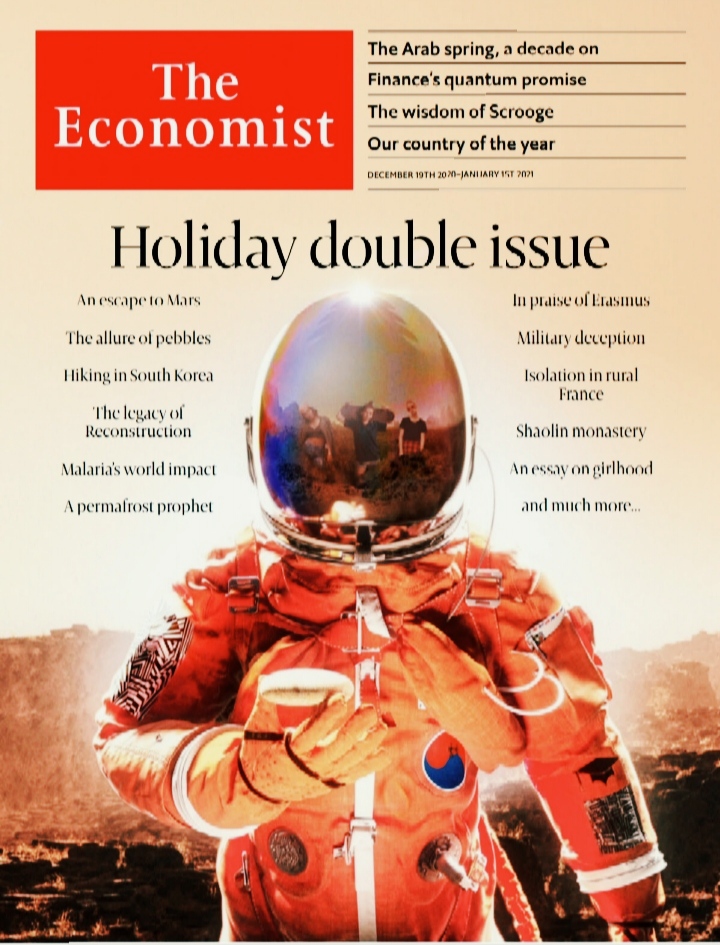 The
Economist
The Arab spring, a decade on
Finance's quantum promise
The wisdom of Scrooge
Our country of the year
DECEMBER 19TH 2020–JANUARY 1ST 2021
Holiday double issue
An escape to Mars
The allure of pebbles
Hiking in South Korea
The legacy of
Reconstruction
Malaria's world impact
A permafrost prophet
In praise of Erasmus
Military deception
Isolation in rural
France
Shaolin monastery
An essay on girlhood
and much more...